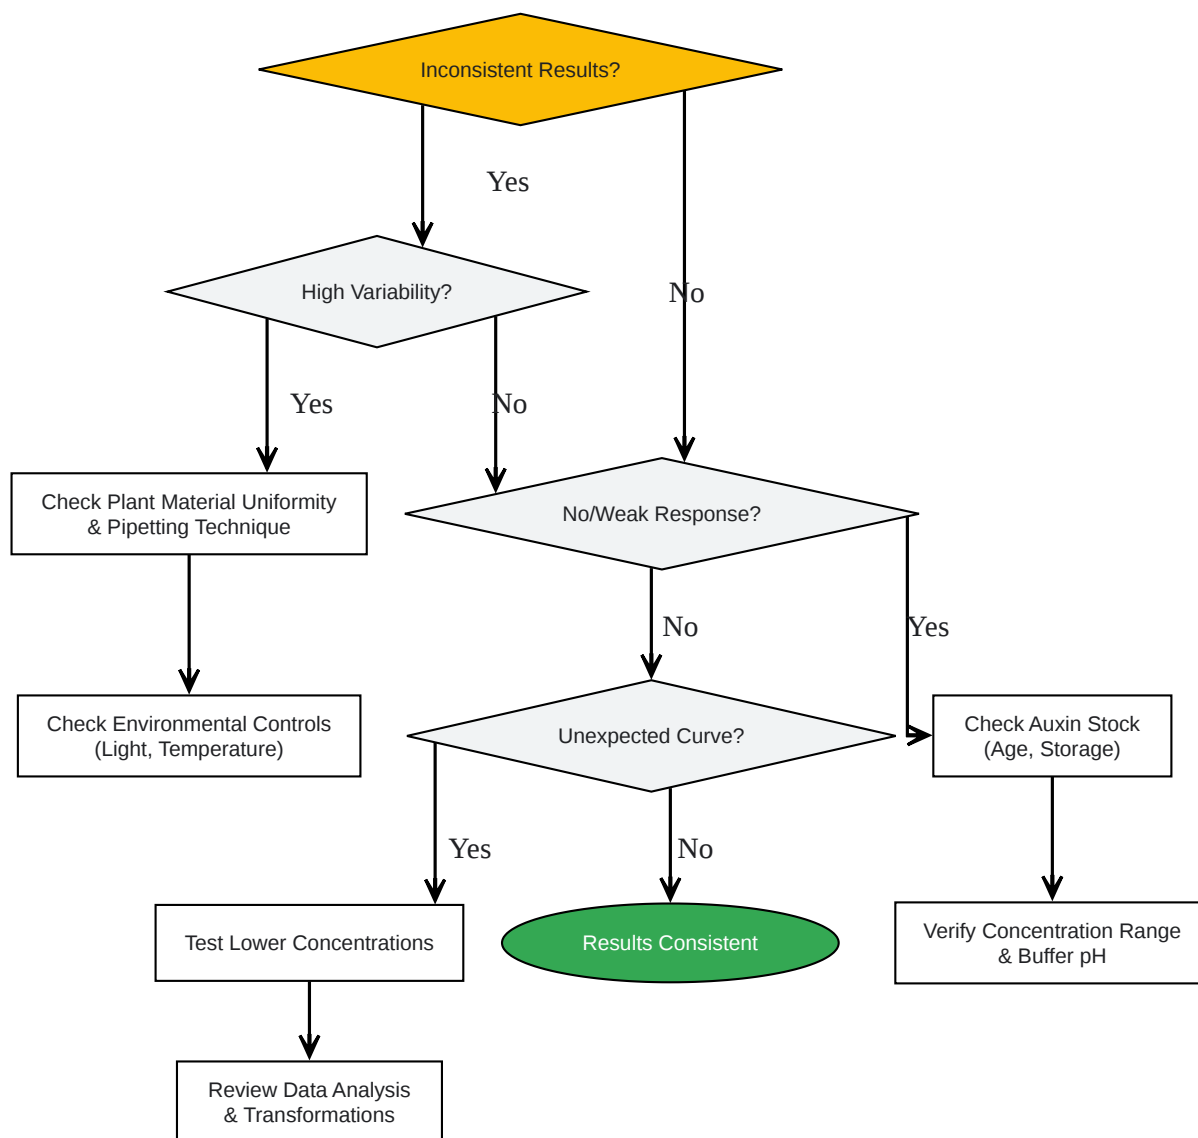 Inconsistent Results?
Yes
High Variability?
No
Yes
No
Check Plant Material Uniformity
& Pipetting Technique
No/Weak Response?
No
Yes
Check Environmental Controls
(Light, Temperature)
Unexpected Curve?
Check Auxin Stock
(Age, Storage)
Yes
No
Test Lower Concentrations
Results Consistent
Verify Concentration Range
& Buffer pH
Review Data Analysis
& Transformations